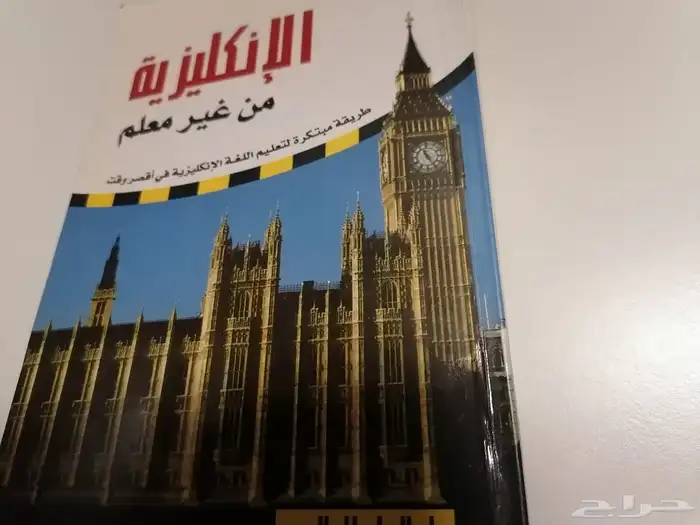 الإنكليزية
من غير معلم
طريقة مبتكرة لتعليم اللغة الإنكليزية في أقصر وقت
حراج